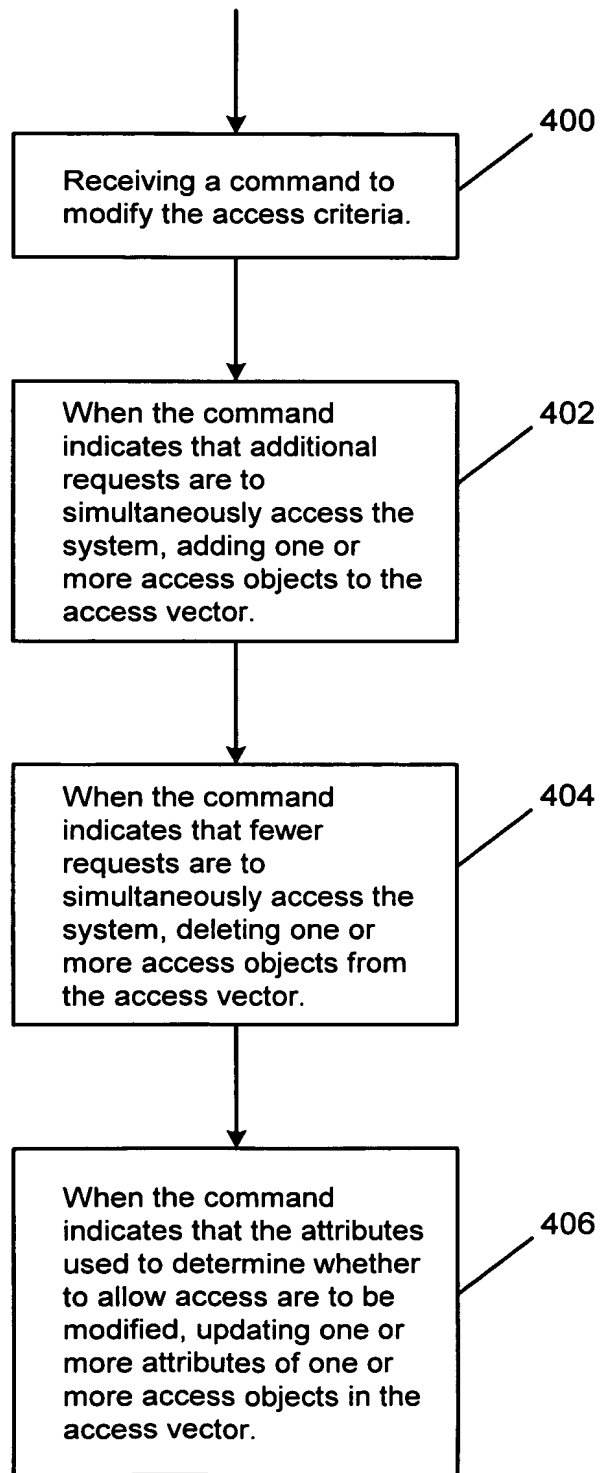 400
Receiving a command to
modify the access criteria.
402
When the command
indicates that additional
requests are to
simultaneously access the
system, adding one or
more access objects to the
access vector.
404
When the command
indicates that fewer
requests are to
simultaneously access the
system, deleting one or
more access objects from
the access vector.
406
When the command
indicates that the attributes
used to determine whether
to allow access are to be
modified, updating one or
more attributes of one or
more access objects in the
access vector.